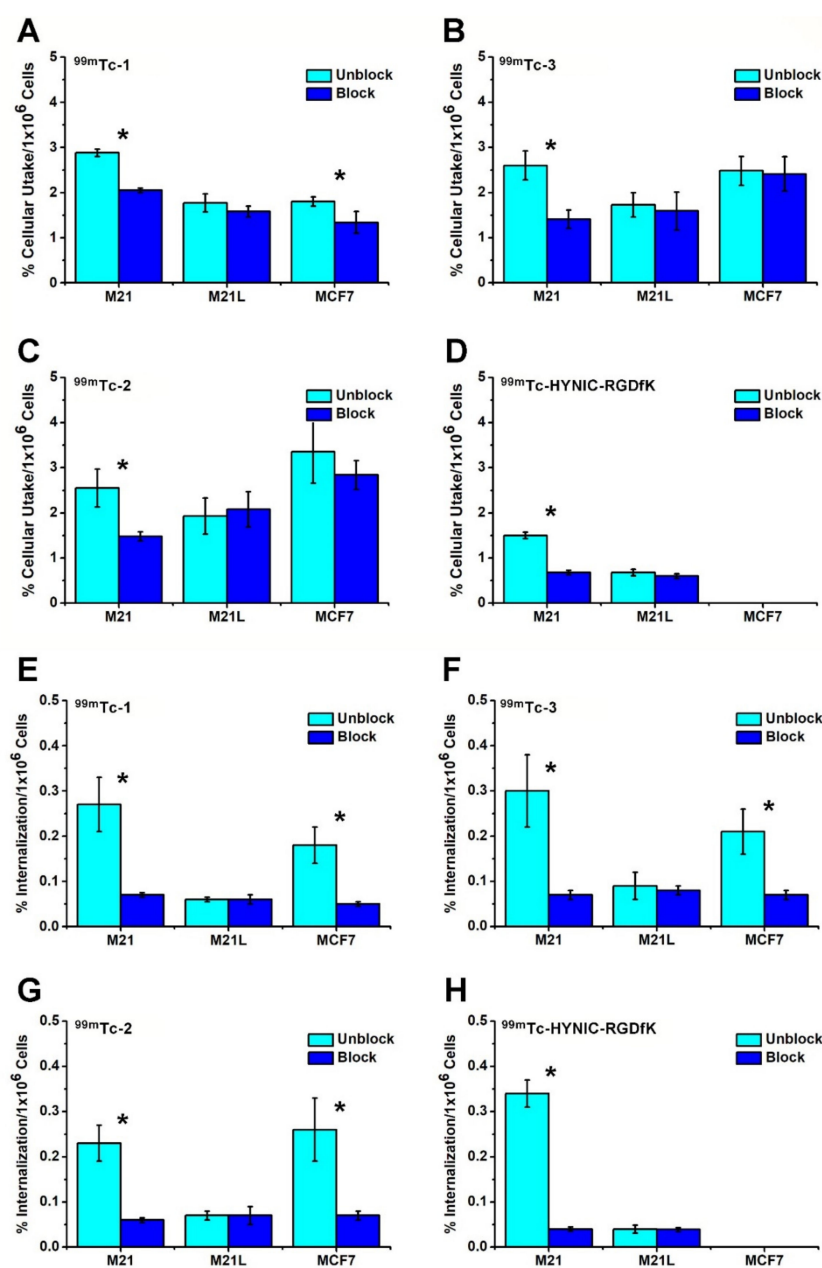 A
99mTc-1
Unblock
Block
% Cellular Utake/1x10^6 Cells
5
4
3
2
1
0
*
*
M21
M21L
MCF7
B
99mTc-3
Unblock
Block
% Cellular Utake/1x10^6 Cells
5
4
3
2
1
0
*
M21
M21L
MCF7
C
99mTc-2
Unblock
Block
% Cellular Utake/1x10^6 Cells
5
4
3
2
1
0
*
M21
M21L
MCF7
D
99mTc-HYNIC-RGDfK
Unblock
Block
% Cellular Utake/1x10^6 Cells
5
4
3
2
1
0
*
M21
M21L
MCF7
E
99mTc-1
Unblock
Block
% Internalization/1x10^6 Cells
0.5
0.4
0.3
0.2
0.1
0.0
*
*
M21
M21L
MCF7
F
99mTc-3
Unblock
Block
% Internalization/1x10^6 Cells
0.5
0.4
0.3
0.2
0.1
0.0
*
*
M21
M21L
MCF7
G
99mTc-2
Unblock
Block
% Internalization/1x10^6 Cells
0.5
0.4
0.3
0.2
0.1
0.0
*
*
M21
M21L
MCF7
H
99mTc-HYNIC-RGDfK
Unblock
Block
% Internalization/1x10^6 Cells
0.5
0.4
0.3
0.2
0.1
0.0
*
M21
M21L
MCF7